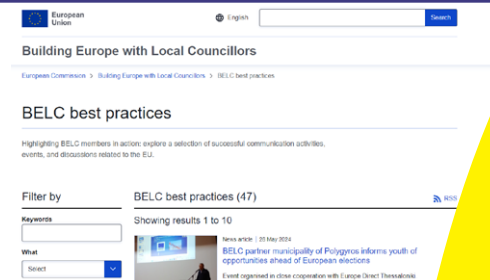 European
Union
English
Search
Building Europe with Local Councillors
European Commission > Building Europe with Local Councillors > BELC best practices
BELC best practices
Highlighting BELC members in action: explore a selection of successful communication activities,
events, and discussions related to the EU.
Filter by
BELC best practices (47)
RSS
Keywords
Showing results 1 to 10
News article | 28 May 2024
BELC partner municipality of Polygyros informs youth of
opportunities ahead of European elections
What
Select
Event organised in close cooperation with Europe Direct Thessaloniki